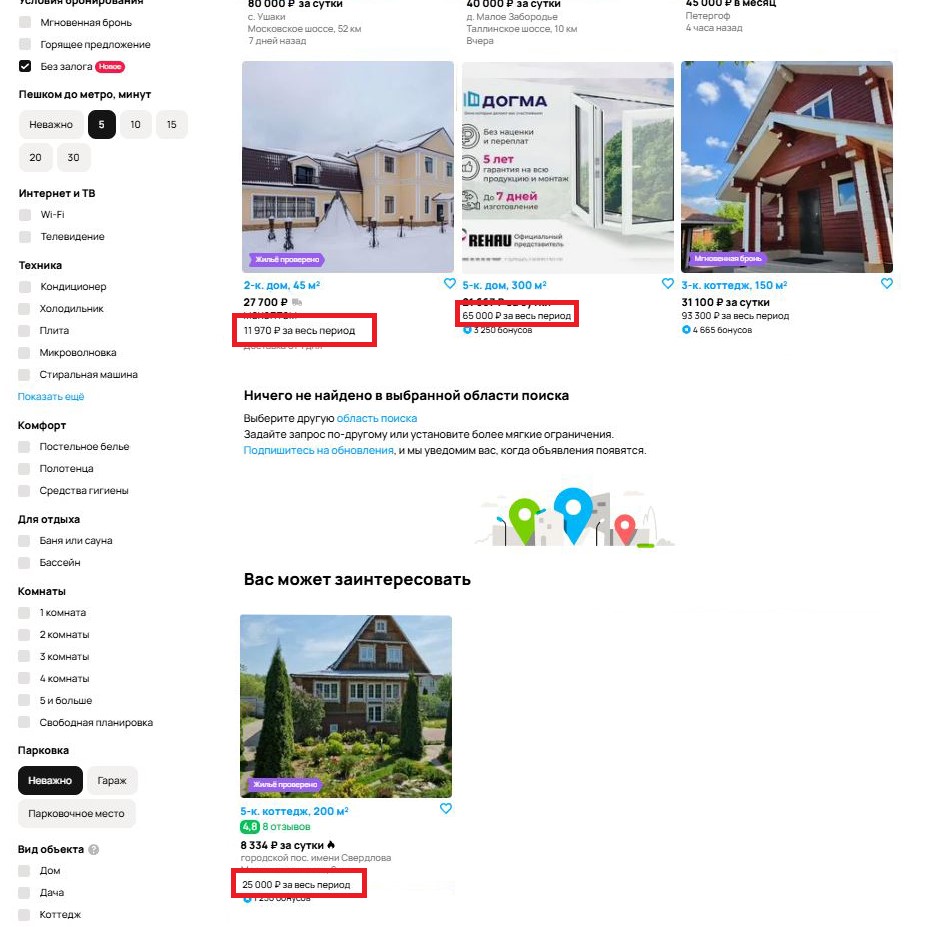 Условия бронирования
Мгновенная бронь
Горящее предложение
Без залога Новое
Пешком до метро, минут
Неважно 5 10 15
20 30
Интернет и ТВ
Wi-Fi
Телевидение
Техника
Кондиционер
Холодильник
Плита
Микроволновка
Стиральная машина
Показать ещё
Комфорт
Постельное белье
Полотенца
Средства гигиены
Для отдыха
Баня или сауна
Бассейн
Комнаты
1 комната
2 комнаты
3 комнаты
4 комнаты
5 и больше
Свободная планировка
Парковка
Неважно Гараж
Парковочное место
Вид объекта ?
Дом
Дача
Коттедж
80 000 ₽ за сутки
с. Ушаки
Московское шоссе, 52 км
7 дней назад
40 000 ₽ за сутки
д. Малое Забородье
Таллинское шоссе, 10 км
Вчера
45 000 ₽ в месяц
Петергоф
4 часа назад
Жильё проверено
2-к. дом, 45 м²
27 700 ₽
11 970 ₽ за весь период
ДОГМА
Без наценки
и переплат
5 лет
гарантия на всю
продукцию и монтаж
До 7 дней
изготовление
REHAU Официальный
представитель
5-к. дом, 300 м²
21 667 ₽ за сутки
65 000 ₽ за весь период
3 250 бонусов
Мгновенная бронь
3-к. коттедж, 150 м²
31 100 ₽ за сутки
93 300 ₽ за весь период
4 665 бонусов
Ничего не найдено в выбранной области поиска
Выберите другую область поиска
Задайте запрос по-другому или установите более мягкие ограничения.
Подпишитесь на обновления, и мы уведомим вас, когда объявления появятся.
Вас может заинтересовать
Жильё проверено
5-к. коттедж, 200 м²
4,8 8 отзывов
8 334 ₽ за сутки
городской пос. имени Свердлова
25 000 ₽ за весь период
1 250 бонусов